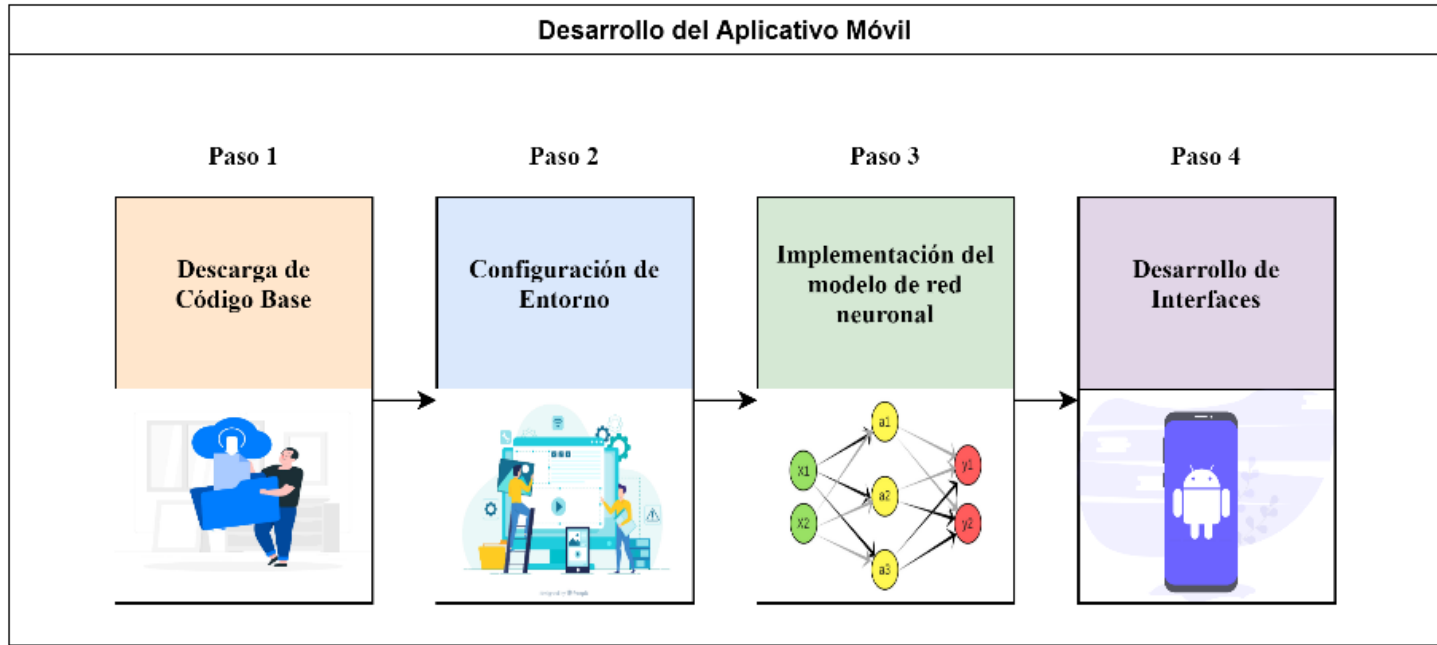 Desarrollo del Aplicativo Móvil
Paso 1
Paso 2
Paso 3
Paso 4
Descarga de
Código Base
Configuración de
Entorno
Implementación del
modelo de red
neuronal
Desarrollo de
Interfaces
a1
X1
y1
a2
X2
y2
a3